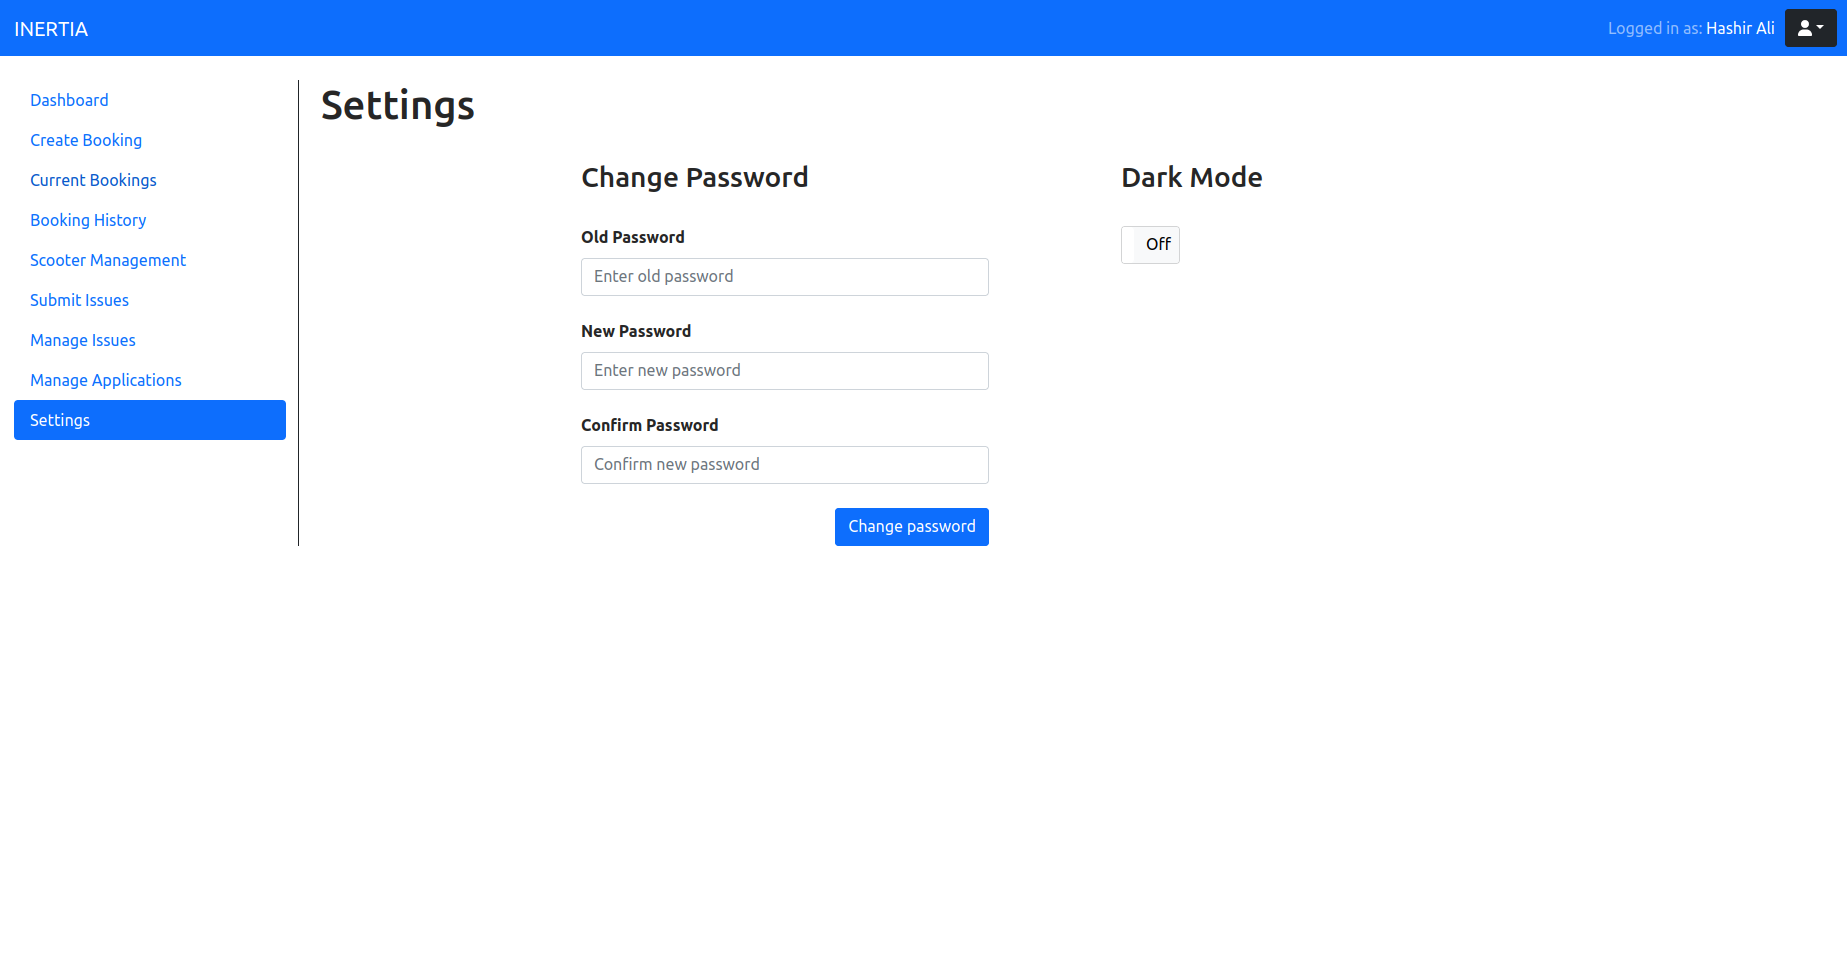 INERTIA
Logged in as: Hashir Ali
Dashboard
Create Booking
Current Bookings
Booking History
Scooter Management
Submit Issues
Manage Issues
Manage Applications
Settings
Settings
Change Password
Old Password
Enter old password
New Password
Enter new password
Confirm Password
Confirm new password
Change password
Dark Mode
Off